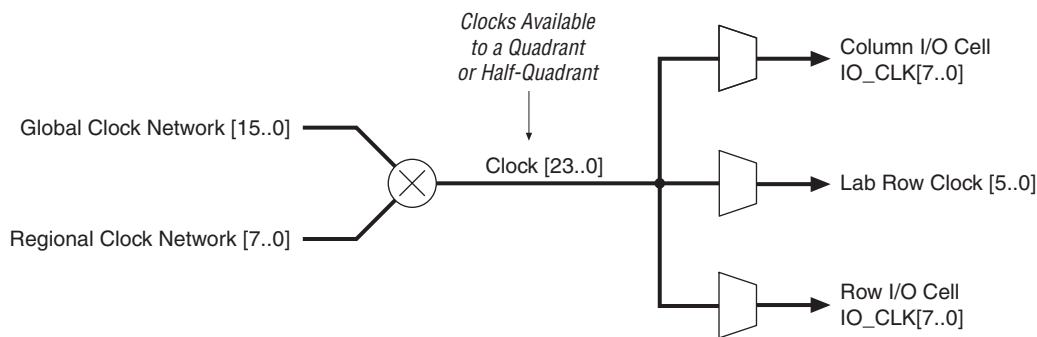 Clocks Available
to a Quadrant
or Half-Quadrant
Column I/O Cell
IO_CLK[7..0]
Global Clock Network [15..0]
Clock [23..0]
Lab Row Clock [5..0]
Regional Clock Network [7..0]
Row I/O Cell
IO_CLK[7..0]